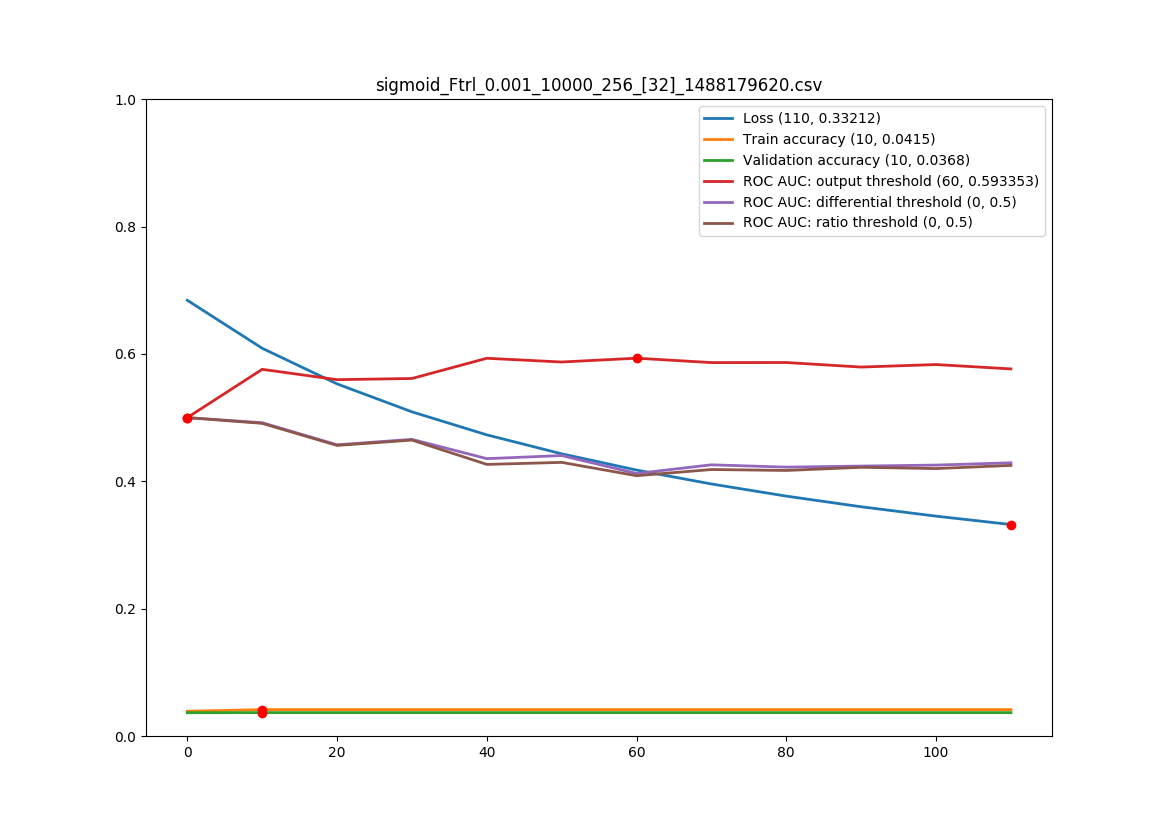 sigmoid_Ftrl_0.001_10000_256_[32]_1488179620.csv
1.0
Loss (110, 0.33212)
Train accuracy (10, 0.0415)
Validation accuracy (10, 0.0368)
ROC AUC: output threshold (60, 0.593353)
ROC AUC: differential threshold (0, 0.5)
ROC AUC: ratio threshold (0, 0.5)
0.8
0.6
0.4
0.2
0.0
0 20 40 60 80 100